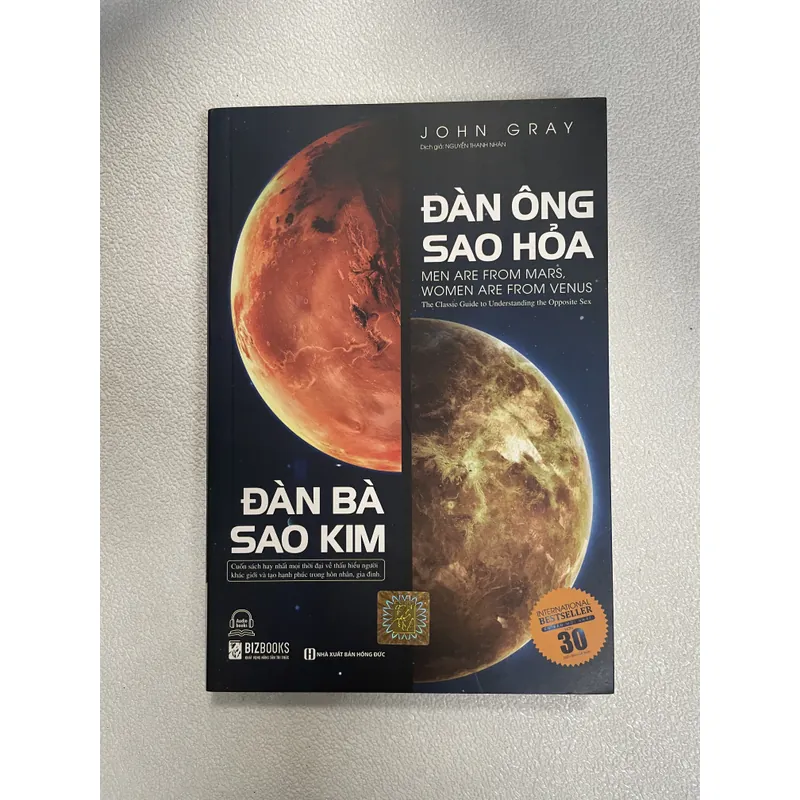 JOHN GRAY
Dịch giả: NGUYỄN THÀNH NHÂN
ĐÀN ÔNG
SAO HỎA
MEN ARE FROM MARS,
WOMEN ARE FROM VENUS
The Classic Guide to Understanding the Opposite Sex
ĐÀN BÀ
SAO KIM
Cuốn sách hay nhất mọi thời đại về thấu hiểu người
khác giới và tạo hạnh phúc trong hôn nhân, gia đình.
Audio
Books
BIZBOOKS
NHÀ XUẤT BẢN HỒNG ĐỨC
INTERNATIONAL
BESTSELLER
30